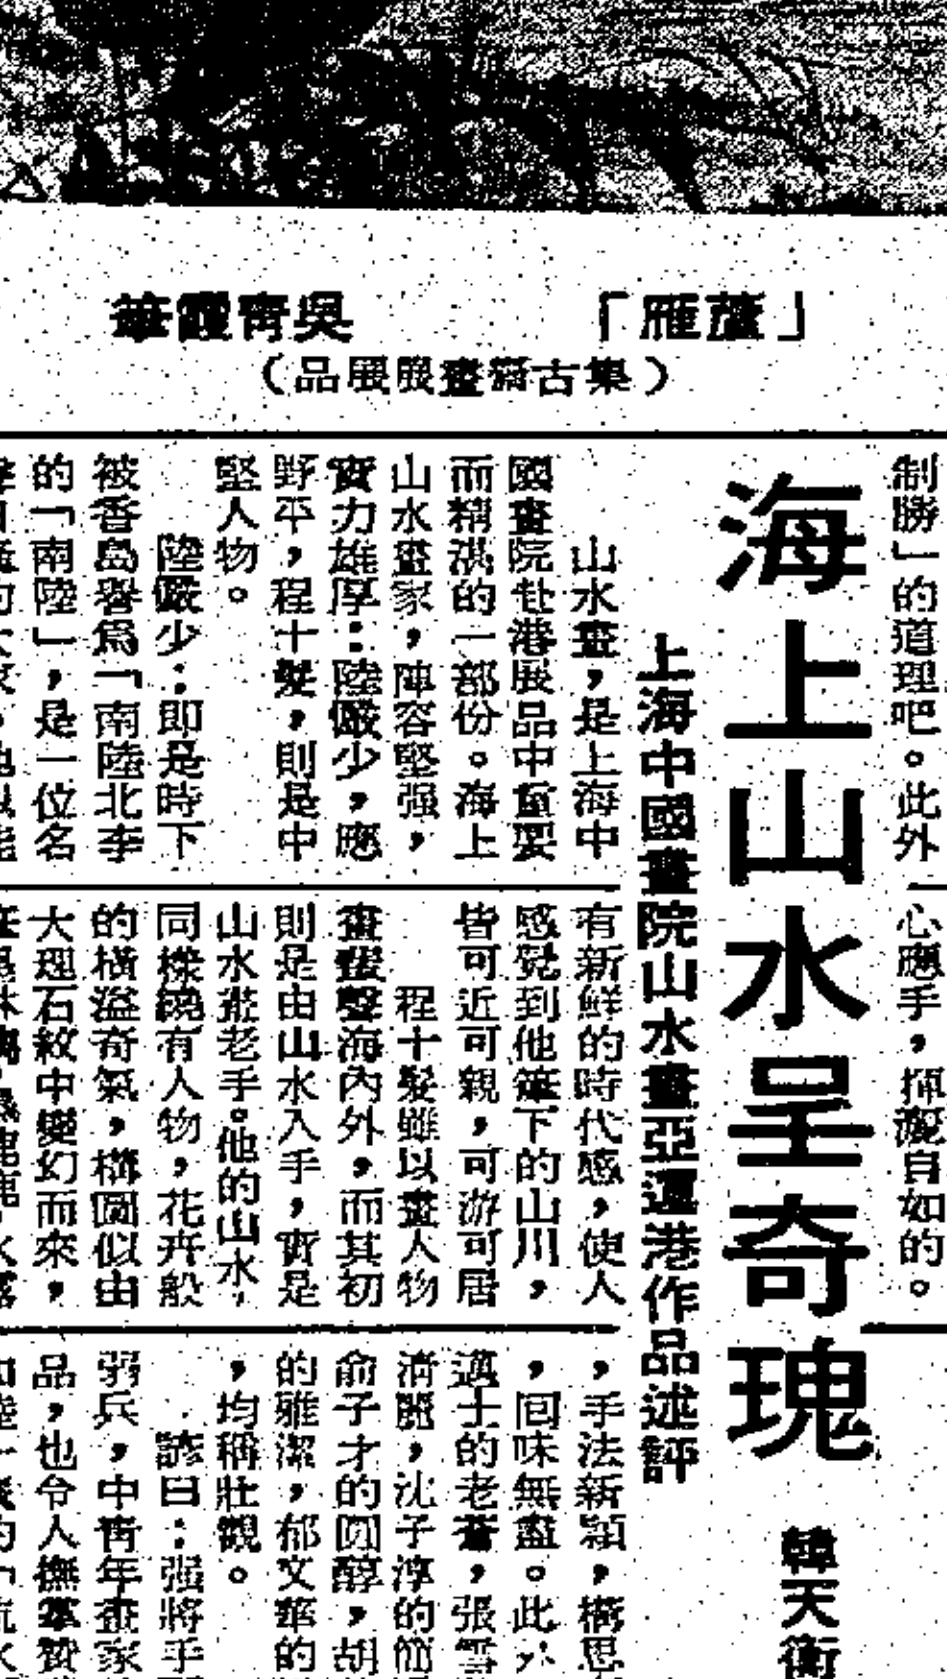 「蘆雁」 吳青霞筆
（集古齋畫展展品）
制勝」的道理吧。此外
心應手，揮灑自如的。
海上山水呈奇瑰
韓天衡
上海中國畫院山水畫亞運港作品述評
山水畫，是上海中
國畫院赴港展品中重要
而精湛的一部份。海上
山水畫家，陣容堅强，
實力雄厚：陸儼少，應
野平，程十髮，則是中
堅人物。
陸儼少：即是時下
被香島譽爲「南陸北李
的「南陸」，是一位名
有新鮮的時代感，使人
感覺到他筆下的山川，
皆可近可親，可游可居
程十髮雖以畫人物
畫蜚聲海內外，而其初
則是由山水入手，實是
山水畫老手。他的山水，
同樣饒有人物，花卉般
的橫溢奇氣，構圖似由
大理石紋中變幻而來，
，手法新穎，構思
，囘味無盡。此外
邁士的老蒼，張雪
清麗，沈子淳的簡
俞子才的圓醇，胡
的雅潔，郁文華的
，均稱壯觀。
諺曰：强將手
弱兵，中青年畫家
品，也令人撫掌贊